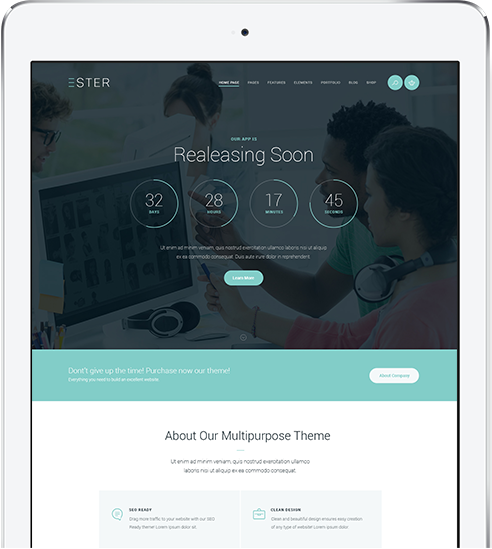 ESTER
HOME PAGE PAGES FEATURES ELEMENTS PORTFOLIO BLOG SHOP
OUR APP IS
Realeasing Soon
32 28 17 45
DAYS HOURS MINUTES SECONDS
Ut enim ad minim veniam, quis nostrud exercitation ullamco laboris nisi ut aliquip
ex ea commodo consequat. Duis aute irure dolor in reprehenderit.
Learn More
Dont't give up the time! Purchase now our theme!
Everything you need to build an excellent website.
About Company
About Our Multipurpose Theme
Ut enim ad minim veniam, quis nostrud exercitation ullamco
laboris nisi ut aliquip ex ea commodo consequat.
SEO READY
Drag more traffic to your website with our SEO
Ready theme! Lorem ipsum dolor sit.
CLEAN DESIGN
Clean and beautiful design ensures easy creation
of any type of website! Lorem ipsum dolor